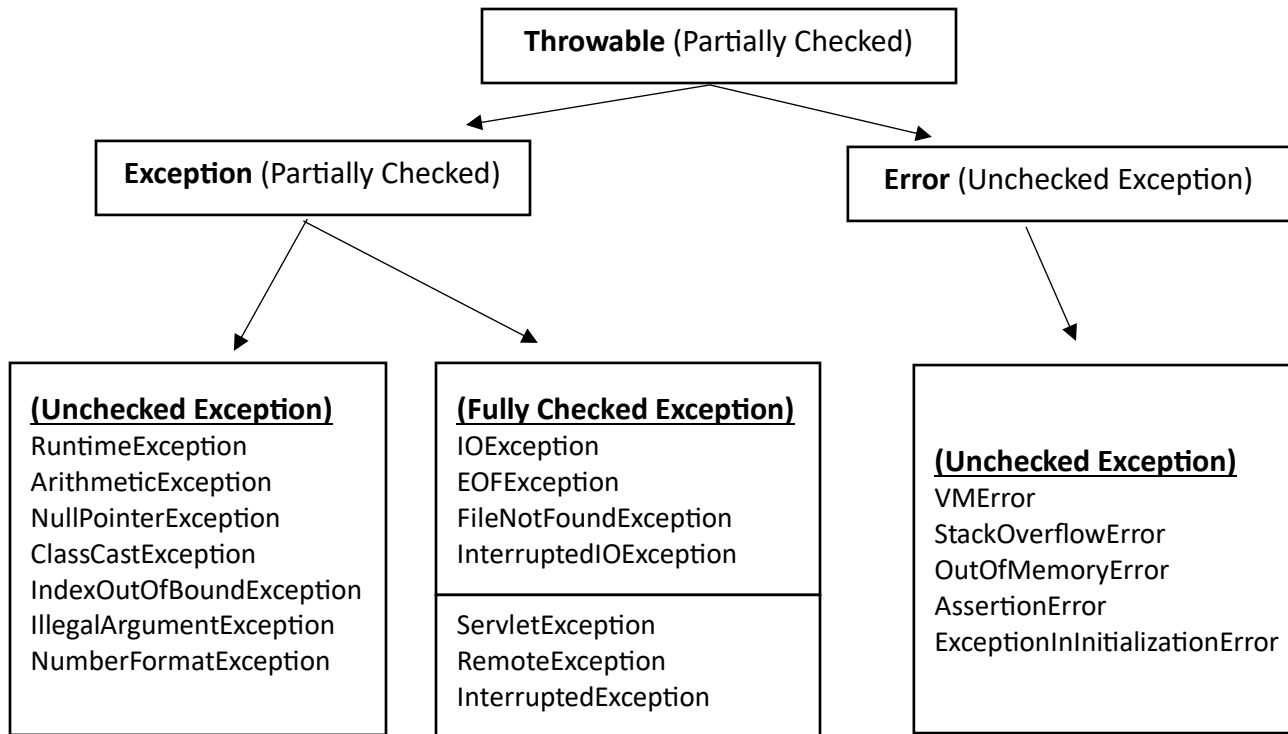 Throwable (Partially Checked)
Exception (Partially Checked)
Error (Unchecked Exception)
(Unchecked Exception)
RuntimeException
ArithmeticException
NullPointerException
ClassCastException
IndexOutOfBoundException
IllegalArgumentException
NumberFormatException
(Fully Checked Exception)
IOException
EOFException
FileNotFoundException
InterruptedIOException
ServletException
RemoteException
InterruptedException
(Unchecked Exception)
VMError
StackOverflowError
OutOfMemoryError
AssertionError
ExceptionInInitializationError